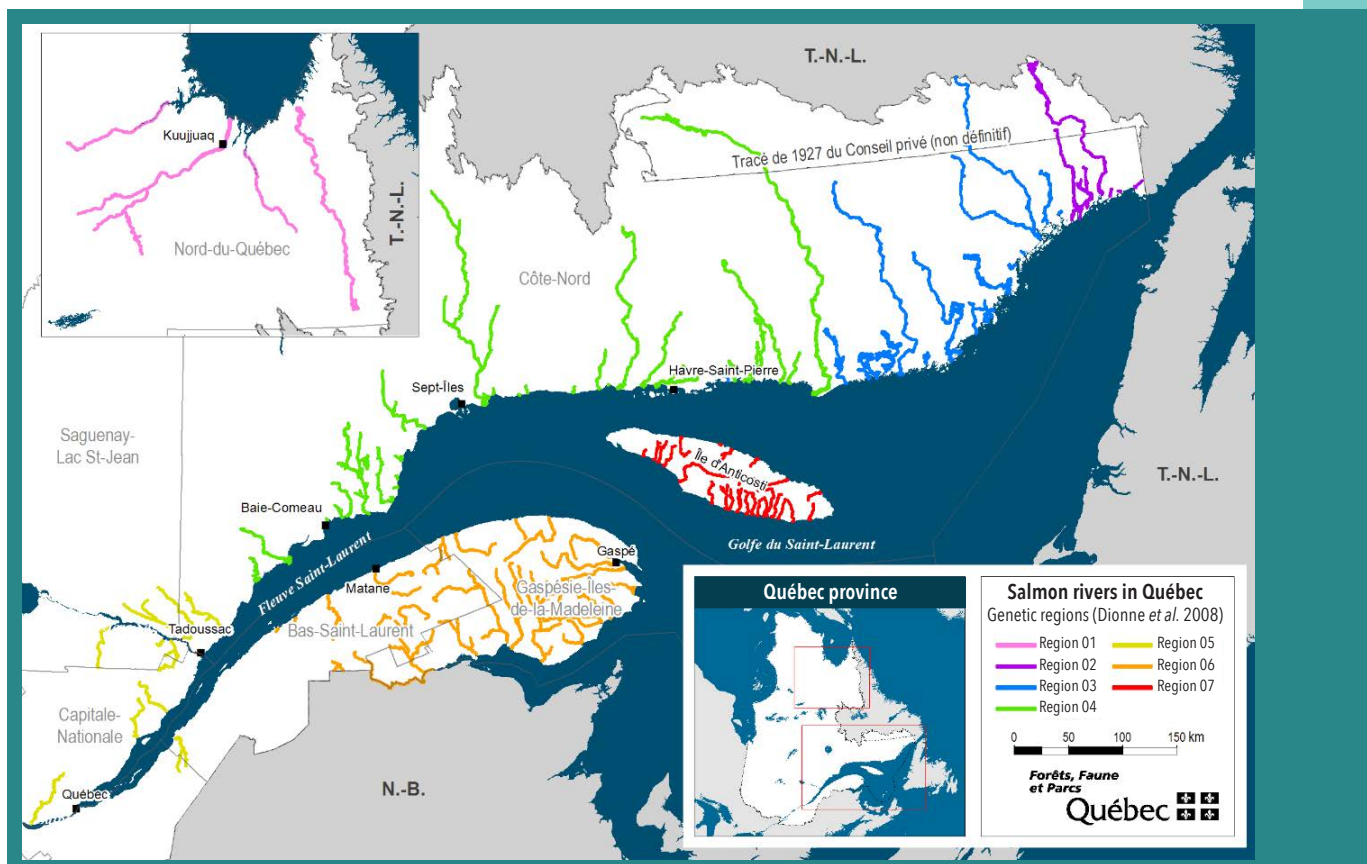 T.-N.-L.
Kuujjuaq
Tracé de 1927 du Conseil privé (non définitif)
T.-N.-L.
Nord-du-Québec
Côte-Nord
Havre-Saint-Pierre
Sept-Îles
Saguenay-
Lac St-Jean
Île d'Anticosti
T.-N.-L.
Baie-Comeau
Golfe du Saint-Laurent
Fleuve Saint-Laurent
Gaspé
Matane
Gaspésie-Îles-
de-la-Madeleine
Bas-Saint-Laurent
Tadoussac
Capitale-
Nationale
Québec
N.-B.
Québec province
Salmon rivers in Québec
Genetic regions (Dionne et al. 2008)
Region 01
Region 02
Region 03
Region 04
Region 05
Region 06
Region 07
0 50 100 150 km
Forêts, Faune
et Parcs
Québec